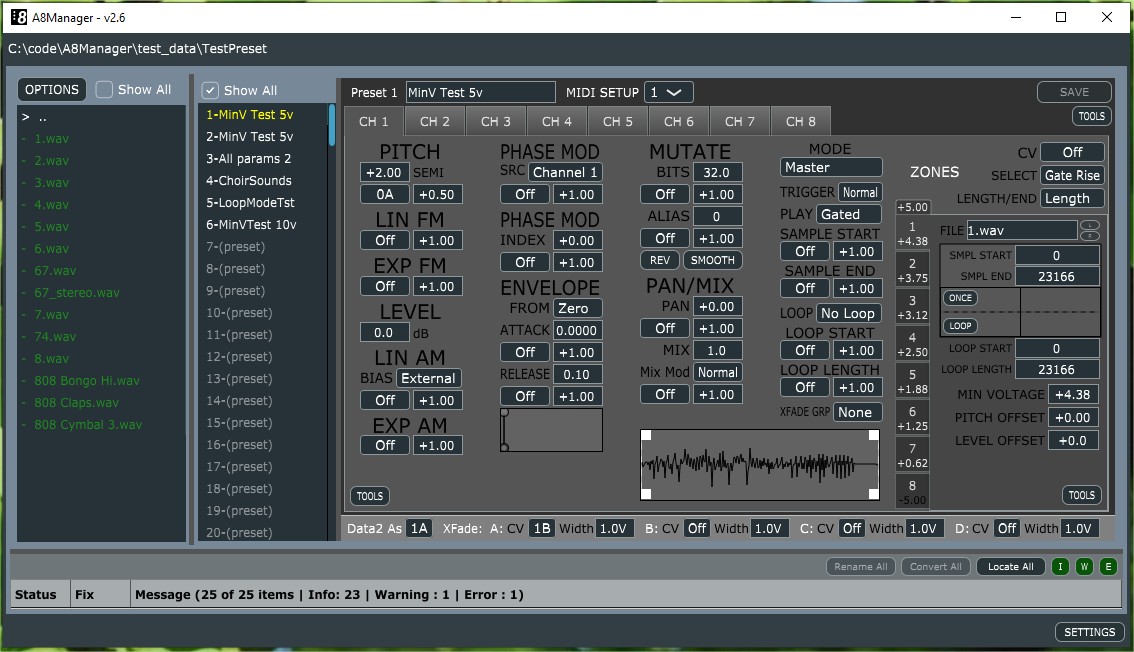 A8Manager - v2.6
C:\code\A8Manager\test_data\TestPreset
OPTIONS Show All
> ..
- 1.wav
- 2.wav
- 3.wav
- 4.wav
- 5.wav
- 6.wav
- 67.wav
- 67_stereo.wav
- 7.wav
- 74.wav
- 8.wav
- 808 Bongo Hi.wav
- 808 Claps.wav
- 808 Cymbal 3.wav
Show All
1-MinV Test 5v
2-MinV Test 5v
3-All params 2
4-ChoirSounds
5-LoopModeTst
6-MinVTest 10v
7-(preset)
8-(preset)
9-(preset)
10-(preset)
11-(preset)
12-(preset)
13-(preset)
14-(preset)
15-(preset)
16-(preset)
17-(preset)
18-(preset)
19-(preset)
20-(preset)
Preset 1 MinV Test 5v MIDI SETUP 1 SAVE
TOOLS
CH 1 CH 2 CH 3 CH 4 CH 5 CH 6 CH 7 CH 8
PITCH
+2.00 SEMI
0A +0.50
LIN FM
Off +1.00
EXP FM
Off +1.00
LEVEL
0.0 dB
LIN AM
BIAS External
Off +1.00
EXP AM
Off +1.00
TOOLS
PHASE MOD
SRC Channel 1
Off +1.00
PHASE MOD
INDEX +0.00
Off +1.00
ENVELOPE
FROM Zero
ATTACK 0.0000
Off +1.00
RELEASE 0.10
Off +1.00
MUTATE
BITS 32.0
Off +1.00
ALIAS 0
Off +1.00
REV SMOOTH
PAN/MIX
PAN +0.00
Off +1.00
MIX 1.0
Mix Mod Normal
Off +1.00
MODE
Master
TRIGGER Normal
PLAY Gated
SAMPLE START
Off +1.00
SAMPLE END
Off +1.00
LOOP No Loop
LOOP START
Off +1.00
LOOP LENGTH
Off +1.00
XFADE GRP None
ZONES
CV Off
SELECT Gate Rise
LENGTH/END Length
+5.00
1
+4.38
2
+3.75
3
+3.12
4
+2.50
5
+1.88
6
+1.25
7
+0.62
8
-5.00
FILE 1.wav
SMPL START 0
SMPL END 23166
ONCE
LOOP
LOOP START 0
LOOP LENGTH 23166
MIN VOLTAGE +4.38
PITCH OFFSET +0.00
LEVEL OFFSET +0.0
TOOLS
Data2 As 1A XFade: A: CV 1B Width 1.0V B: CV Off Width 1.0V C: CV Off Width 1.0V D: CV Off Width 1.0V
Rename All Convert All Locate All I W E
Status Fix Message (25 of 25 items | Info: 23 | Warning : 1 | Error : 1)
SETTINGS